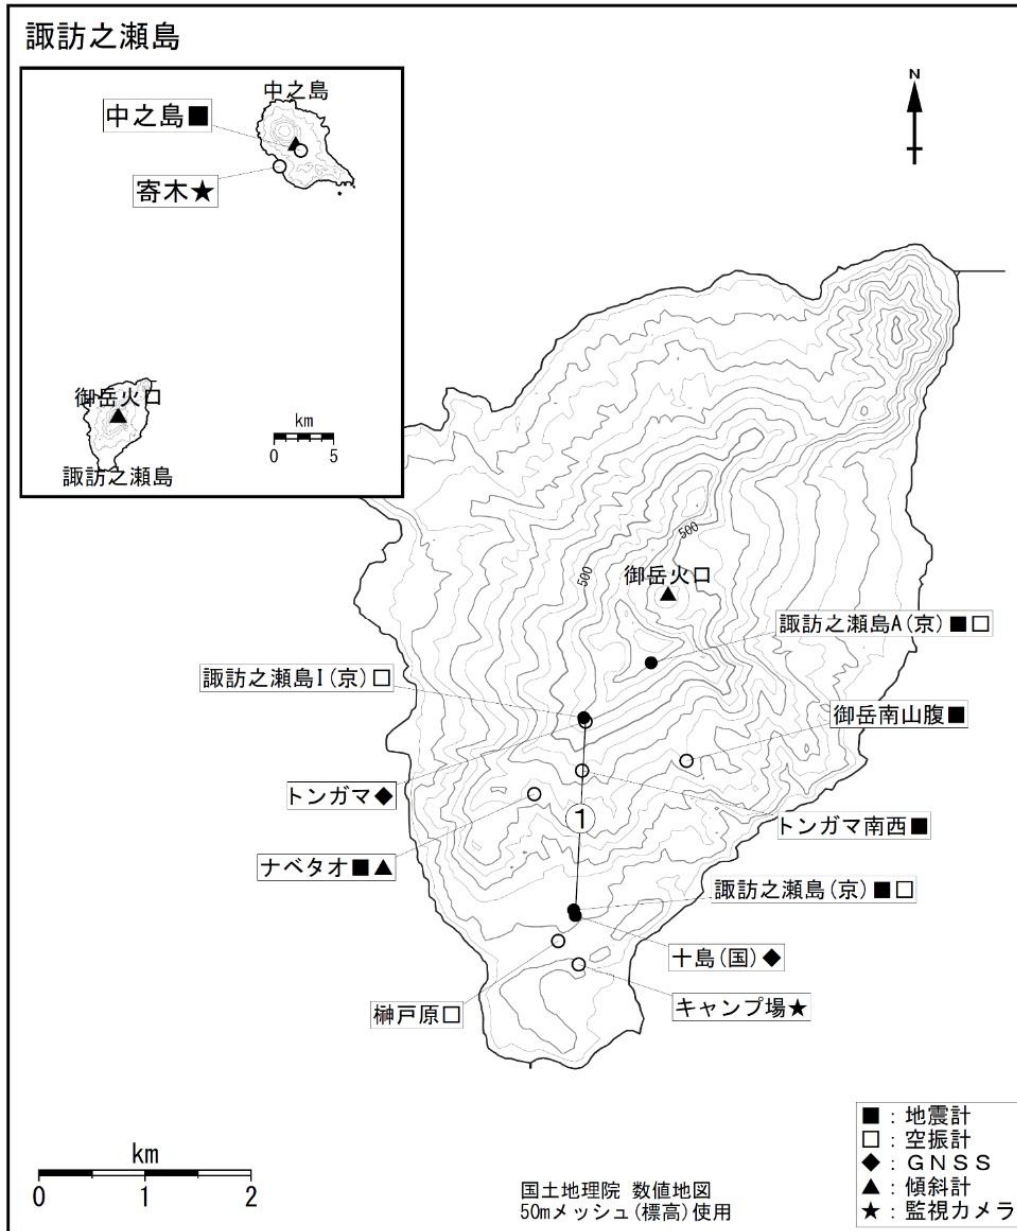 諏訪之瀬島
中之島
中之島■
寄木★
御岳火口
諏訪之瀬島
km
0 5
N
500
500
御岳火口
諏訪之瀬島A(京)■□
諏訪之瀬島I(京)□
御岳南山腹■
トンガマ◆
1
トンガマ南西■
ナベタオ■▲
諏訪之瀬島(京)■□
十島(国)◆
榊戸原□
キャンプ場★
km
0 1 2
国土地理院 数値地図
50mメッシュ(標高)使用
■:地震計
□:空振計
◆:GNSS
▲:傾斜計
★:監視カメラ